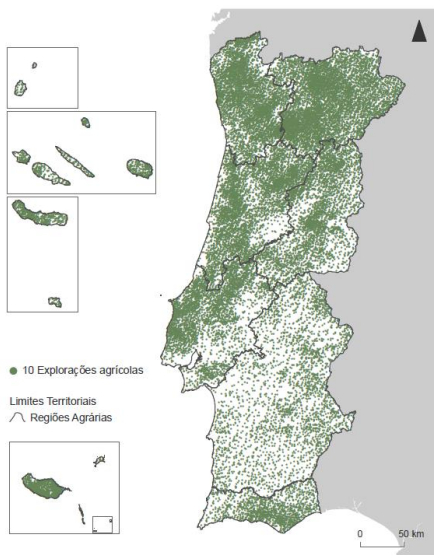 10 Explorações agrícolas
Limites Territoriais
Regiões Agrárias
0 50 km